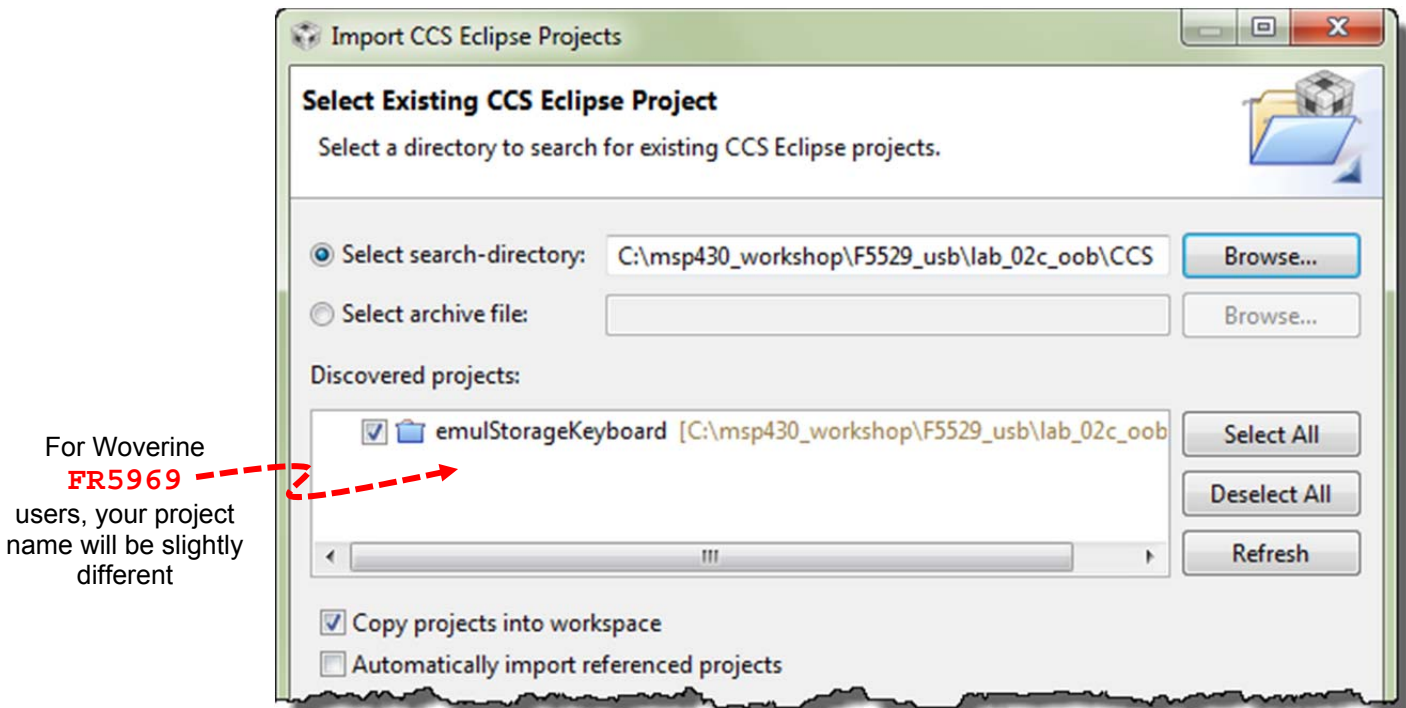 Import CCS Eclipse Projects
Select Existing CCS Eclipse Project
Select a directory to search for existing CCS Eclipse projects.
Select search-directory: C:\msp430_workshop\F5529_usb\lab_02c_oob\CCS Browse...
Select archive file: Browse...
Discovered projects:
emulStorageKeyboard [C:\msp430_workshop\F5529_usb\lab_02c_oob
Select All
Deselect All
Refresh
For Woverine
FR5969
users, your project
name will be slightly
different
Copy projects into workspace
Automatically import referenced projects